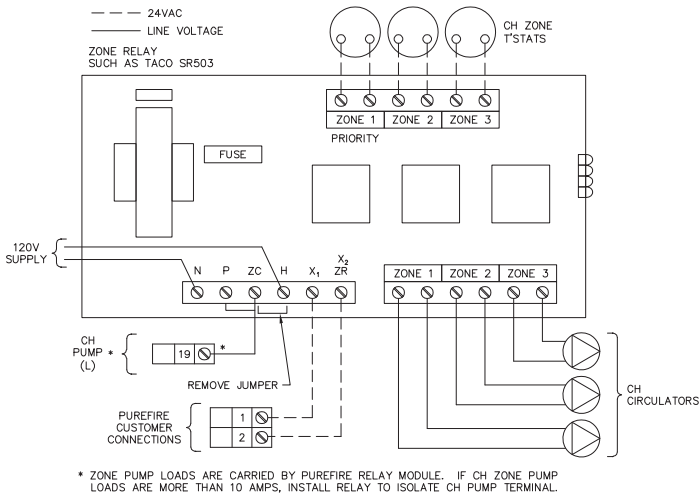 24VAC
LINE VOLTAGE
ZONE RELAY
SUCH AS TACO SR503
CH ZONE
T'STATS
ZONE 1 ZONE 2 ZONE 3
PRIORITY
FUSE
120V
SUPPLY
N P ZC H X1 X2
ZR
ZONE 1 ZONE 2 ZONE 3
CH
PUMP *
(L)
19 *
REMOVE JUMPER
PUREFIRE
CUSTOMER
CONNECTIONS
1
2
CH
CIRCULATORS
* ZONE PUMP LOADS ARE CARRIED BY PUREFIRE RELAY MODULE. IF CH ZONE PUMP
LOADS ARE MORE THAN 10 AMPS, INSTALL RELAY TO ISOLATE CH PUMP TERMINAL.